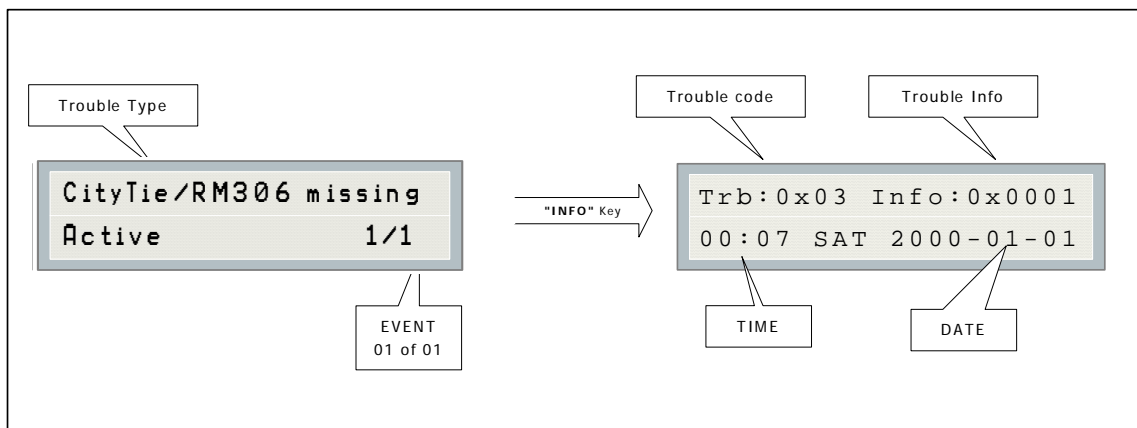 Trouble Type
CityTie/RM306 missing
Active 1/1
EVENT
01 of 01
"INFO" Key
Trouble code
Trouble Info
Trb:0x03 Info:0x0001
00:07 SAT 2000-01-01
TIME
DATE